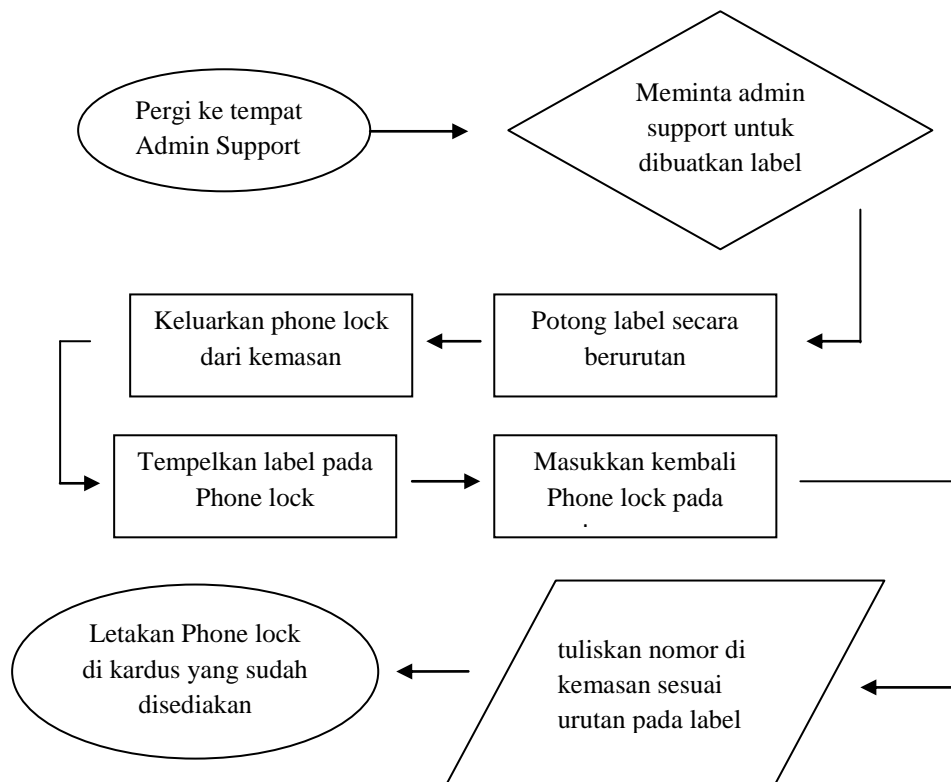 Pergi ke tempat
Admin Support
Meminta admin
support untuk
dibuatkan label
Potong label secara
berurutan
Keluarkan phone lock
dari kemasan
Tempelkan label pada
Phone lock
Masukkan kembali
Phone lock pada
tuliskan nomor di
kemasan sesuai
urutan pada label
Letakan Phone lock
di kardus yang sudah
disediakan